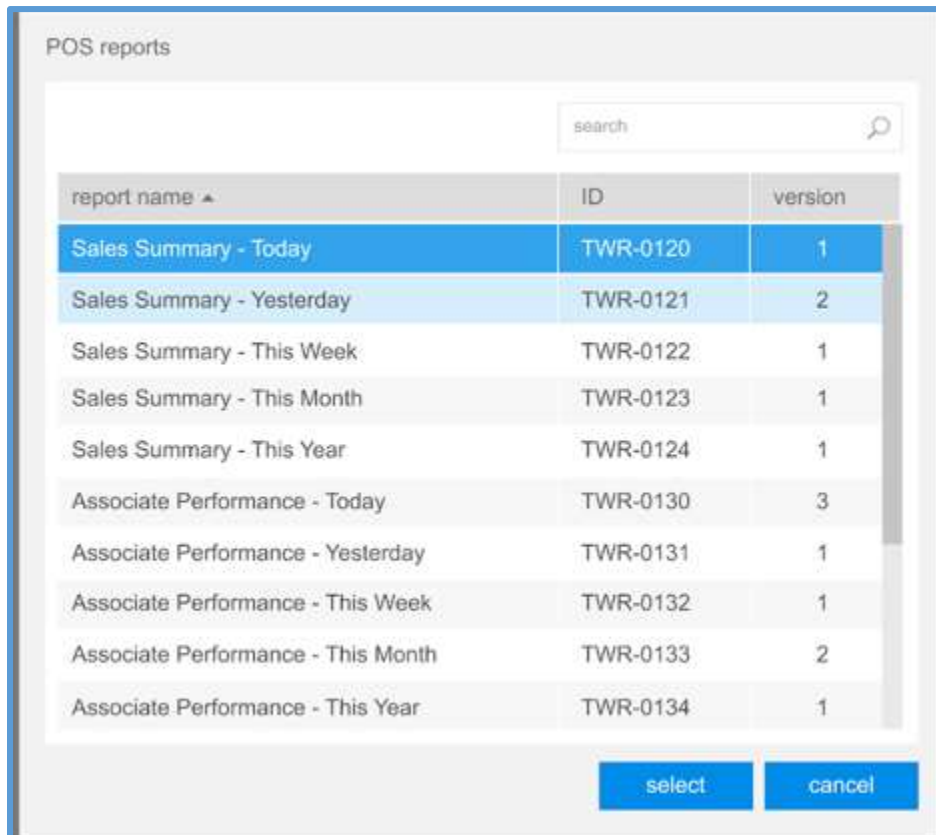 POS reports
search
report name ID version
Sales Summary - Today TWR-0120 1
Sales Summary - Yesterday TWR-0121 2
Sales Summary - This Week TWR-0122 1
Sales Summary - This Month TWR-0123 1
Sales Summary - This Year TWR-0124 1
Associate Performance - Today TWR-0130 3
Associate Performance - Yesterday TWR-0131 1
Associate Performance - This Week TWR-0132 1
Associate Performance - This Month TWR-0133 2
Associate Performance - This Year TWR-0134 1
select cancel